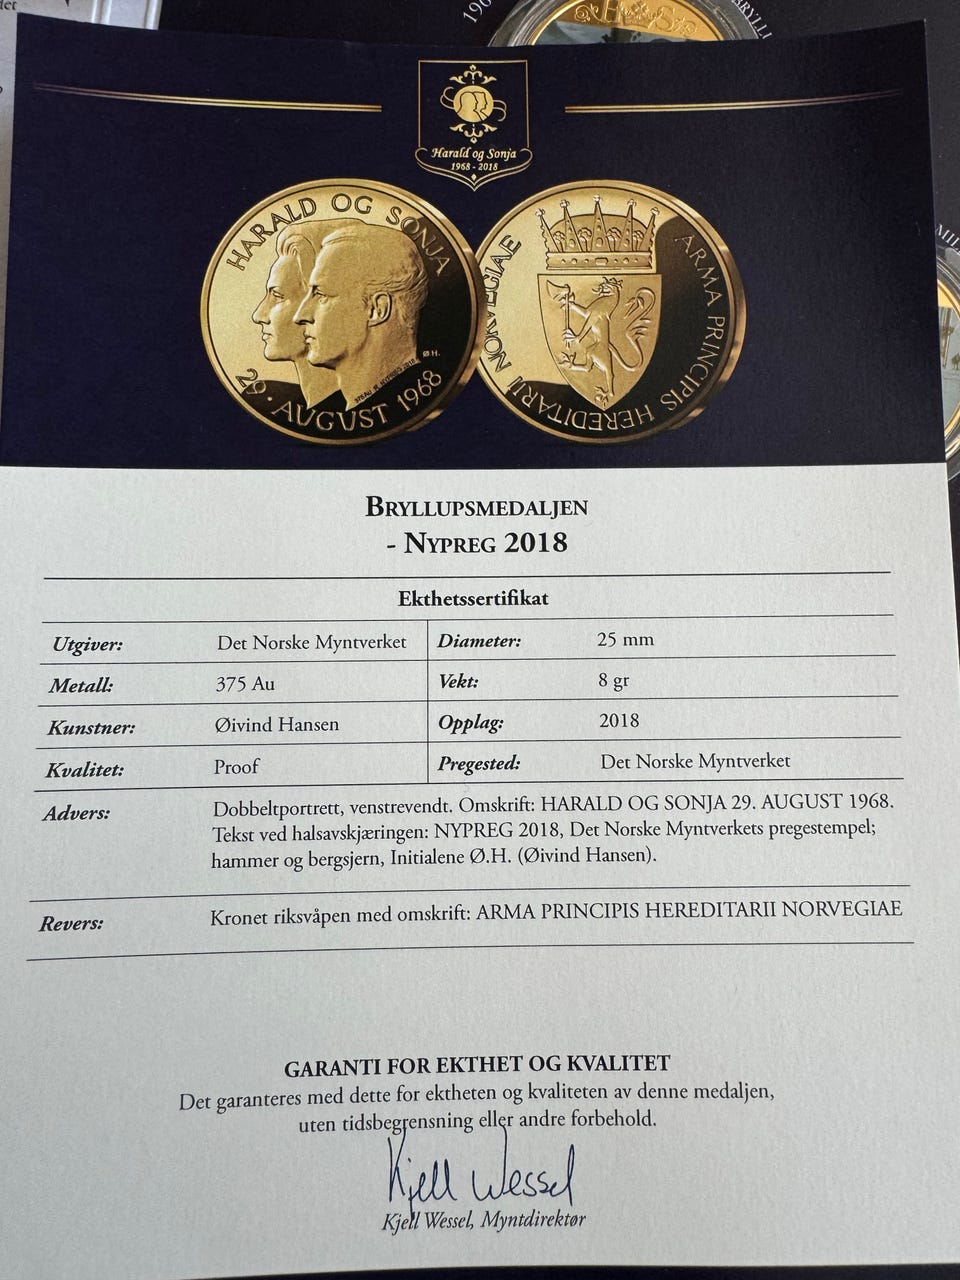 196
BRYLL
Harald og Sonja
1968 - 2018
HARALD OG SONJA
29. AUGUST 1968
Ø.H.
ARMA PRINCIPIS HEREDITARII NORVEGIAE
MIL
BRYLLUPSMEDALJEN
- NYPREG 2018
Ekthetssertifikat
Utgiver: Det Norske Myntverket Diameter: 25 mm
Metall: 375 Au Vekt: 8 gr
Kunstner: Øivind Hansen Opplag: 2018
Kvalitet: Proof Pregested: Det Norske Myntverket
Advers: Dobbeltportrett, venstrevendt. Omskrift: HARALD OG SONJA 29. AUGUST 1968.
Tekst ved halsavskjæringen: NYPREG 2018, Det Norske Myntverkets pregestempel;
hammer og bergsjern, Initialene Ø.H. (Øivind Hansen).
Revers: Kronet riksvåpen med omskrift: ARMA PRINCIPIS HEREDITARII NORVEGIAE
GARANTI FOR EKTHET OG KVALITET
Det garanteres med dette for ektheten og kvaliteten av denne medaljen,
uten tidsbegrensning eller andre forbehold.
Kjell Wessel
Kjell Wessel, Myntdirektør